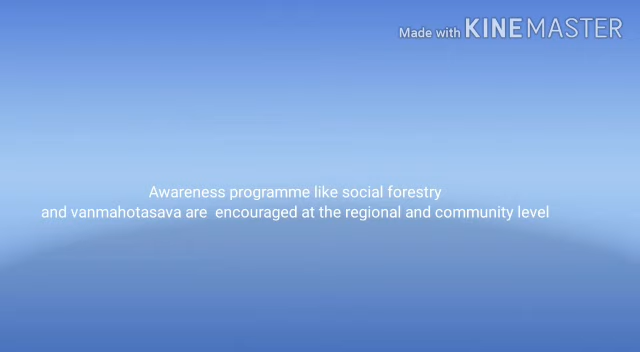 Made with KINEMASTER
Awareness programme like social forestry
and vanmahotasava are encouraged at the regional and community level